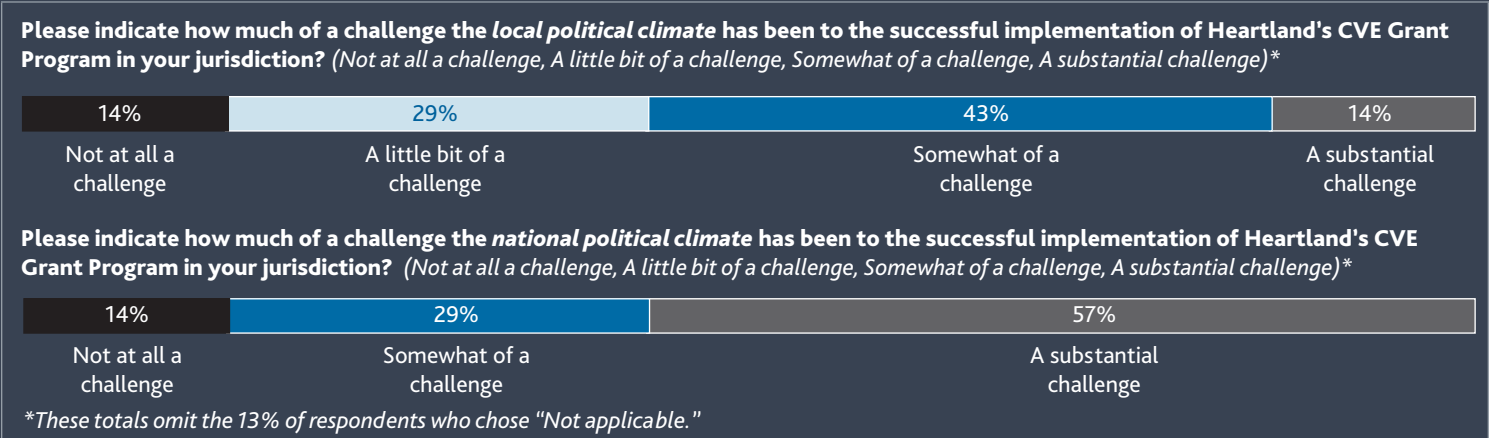 Please indicate how much of a challenge the local political climate has been to the successful implementation of Heartland’s CVE Grant
Program in your jurisdiction? (Not at all a challenge, A little bit of a challenge, Somewhat of a challenge, A substantial challenge)*
14% 29% 43% 14%
Not at all a A little bit of a Somewhat of a A substantial
challenge challenge challenge challenge
Please indicate how much of a challenge the national political climate has been to the successful implementation of Heartland’s CVE
Grant Program in your jurisdiction? (Not at all a challenge, A little bit of a challenge, Somewhat of a challenge, A substantial challenge)*
14% 29% 57%
Not at all a Somewhat of a A substantial
challenge challenge challenge
*These totals omit the 13% of respondents who chose “Not applicable.”